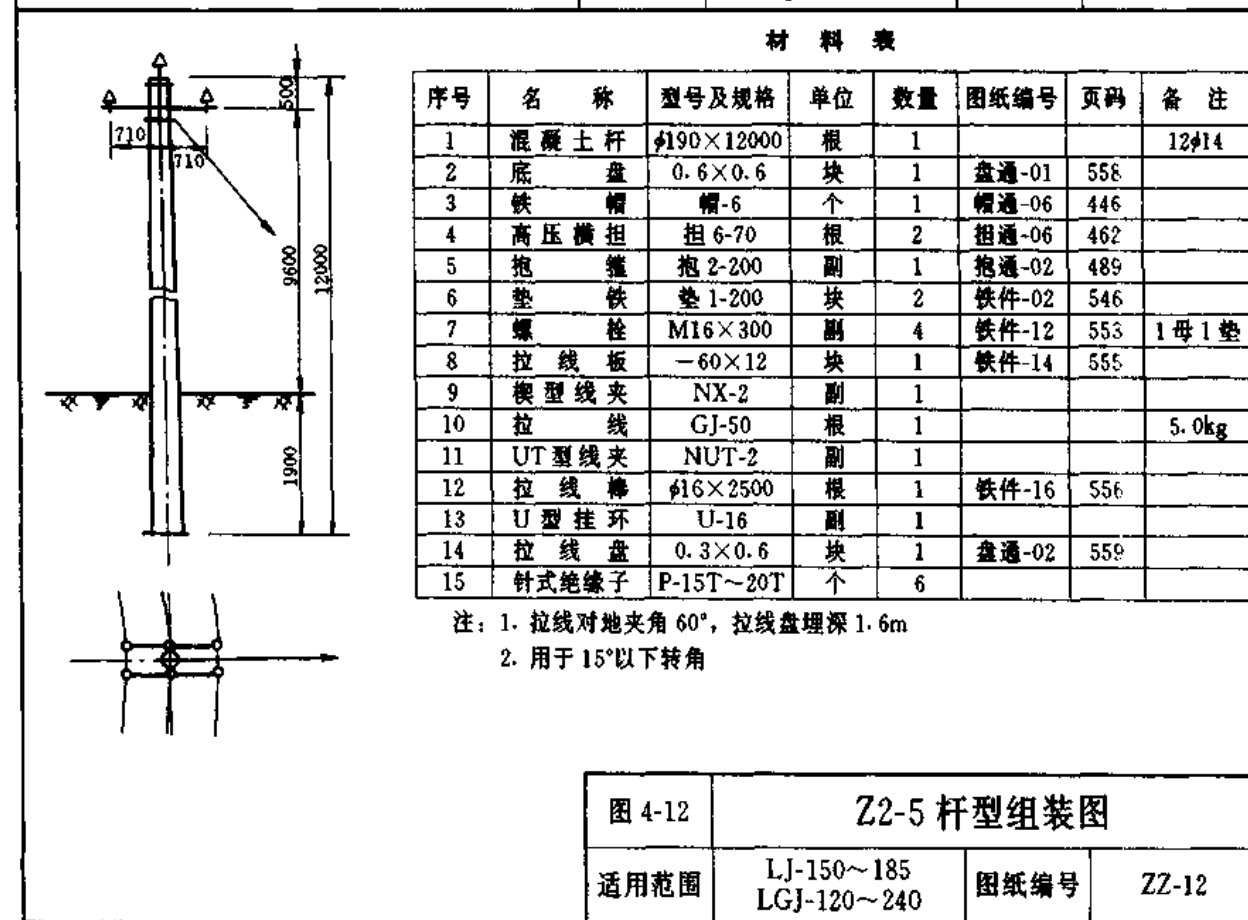 材 料 表
序号 名 称 型号及规格 单位 数量 图纸编号 页码 备 注
1 混凝土杆 ϕ190×12000 根 1 12ϕ14
2 底 盘 0.6×0.6 块 1 盘通-01 558
3 铁 帽 帽-6 个 1 帽通-06 446
4 高压横担 担6-70 根 2 担通-06 462
5 抱 箍 抱2-200 副 1 抱通-02 489
6 垫 铁 垫1-200 块 2 铁件-02 546
7 螺 栓 M16×300 副 4 铁件-12 553 1母1垫
8 拉 线 板 -60×12 块 1 铁件-14 555
9 楔型线夹 NX-2 副 1
10 拉 线 GJ-50 根 1 5.0kg
11 UT型线夹 NUT-2 副 1
12 拉 线 棒 ϕ16×2500 根 1 铁件-16 556
13 U型挂环 U-16 副 1
14 拉 线 盘 0.3×0.6 块 1 盘通-02 559
15 针式绝缘子 P-15T~20T 个 6
注：1. 拉线对地夹角60°，拉线盘埋深1.6m
2. 用于15°以下转角
500
710
710
9600
12000
1900
图4-12 Z2-5杆型组装图
适用范围 LJ-150~185 图纸编号 ZZ-12
LGJ-120~240